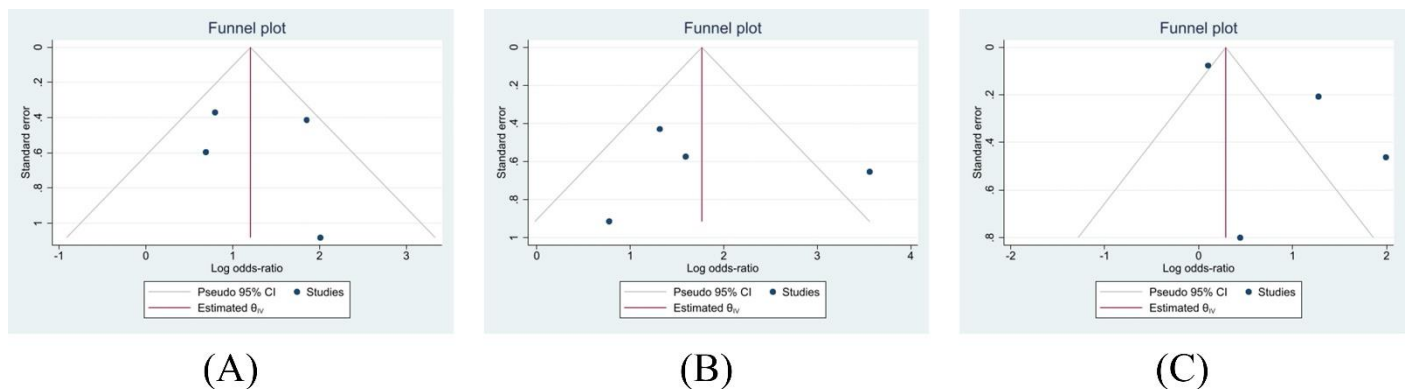 Funnel plot
0
.2
.4
.6
.8
1
Standard error
-1
0
1
2
3
Log odds-ratio
Pseudo 95% CI
Studies
Estimated θIV
(A)
Funnel plot
0
.2
.4
.6
.8
1
Standard error
0
1
2
3
4
Log odds-ratio
Pseudo 95% CI
Studies
Estimated θIV
(B)
Funnel plot
0
.2
.4
.6
.8
Standard error
-2
-1
0
1
2
Log odds-ratio
Pseudo 95% CI
Studies
Estimated θIV
(C)